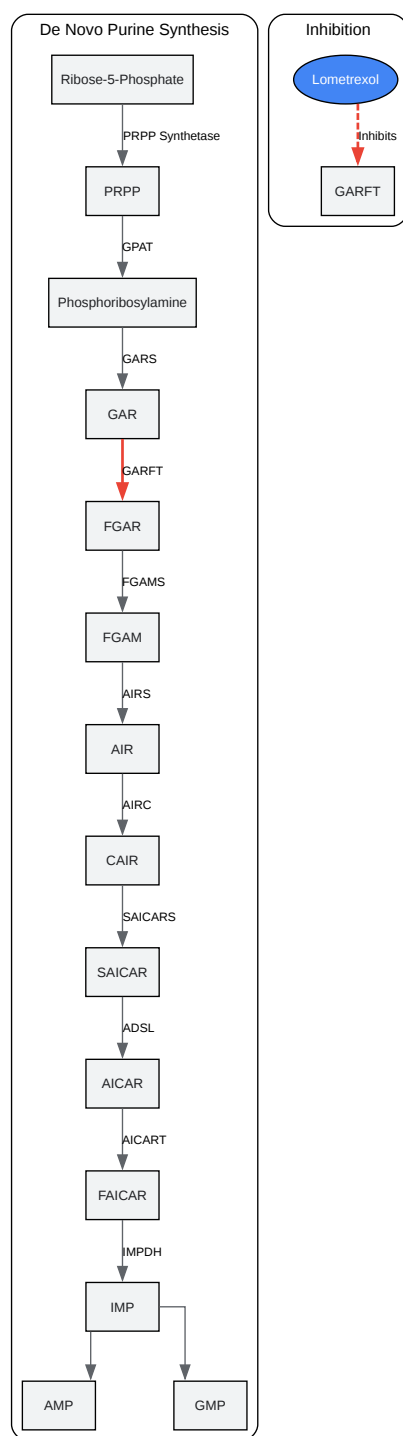 De Novo Purine Synthesis
Ribose-5-Phosphate
PRPP Synthetase
PRPP
GPAT
Phosphoribosylamine
GARS
GAR
GARFT
FGAR
FGAMS
FGAM
AIRS
AIR
AIRC
CAIR
SAICARS
SAICAR
ADSL
AICAR
AICART
FAICAR
IMPDH
IMP
AMP
GMP
Inhibition
Lometrexol
Inhibits
GARFT